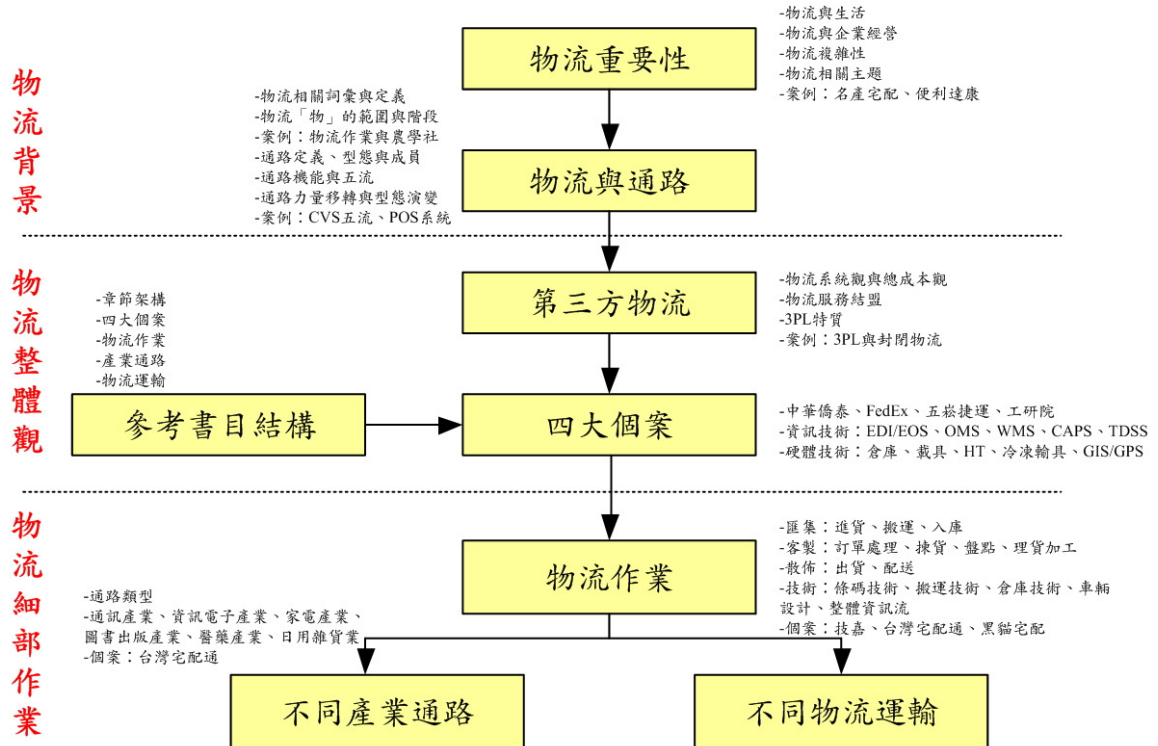 物流背景
物流重要性
-物流與生活
-物流與企業經營
-物流複雜性
-物流相關主題
-案例：名產宅配、便利達康
-物流相關詞彙與定義
-物流「物」的範圍與階段
-案例：物流作業與農學社
-通路定義、型態與成員
-通路機能與五流
-通路力量移轉與型態演變
-案例：CVS五流、POS系統
物流與通路
物流整體觀
第三方物流
-物流系統觀與總成本觀
-物流服務結盟
-3PL特質
-案例：3PL與封閉物流
-章節架構
-四大個案
-物流作業
-產業通路
-物流運輸
參考書目結構
四大個案
-中華僑泰、FedEx、五崧捷運、工研院
-資訊技術：EDI/EOS、OMS、WMS、CAPS、TDSS
-硬體技術：倉庫、載具、HT、冷凍輸具、GIS/GPS
物流細部作業
物流作業
-匯集：進貨、搬運、入庫
-客製：訂單處理、揀貨、盤點、理貨加工
-散佈：出貨、配送
-技術：條碼技術、搬運技術、倉庫技術、車輛
設計、整體資訊流
-個案：技嘉、台灣宅配通、黑貓宅配
-通路類型
-通訊產業、資訊電子產業、家電產業、
圖書出版產業、醫藥產業、日用雜貨業
-個案：台灣宅配通
不同產業通路
不同物流運輸